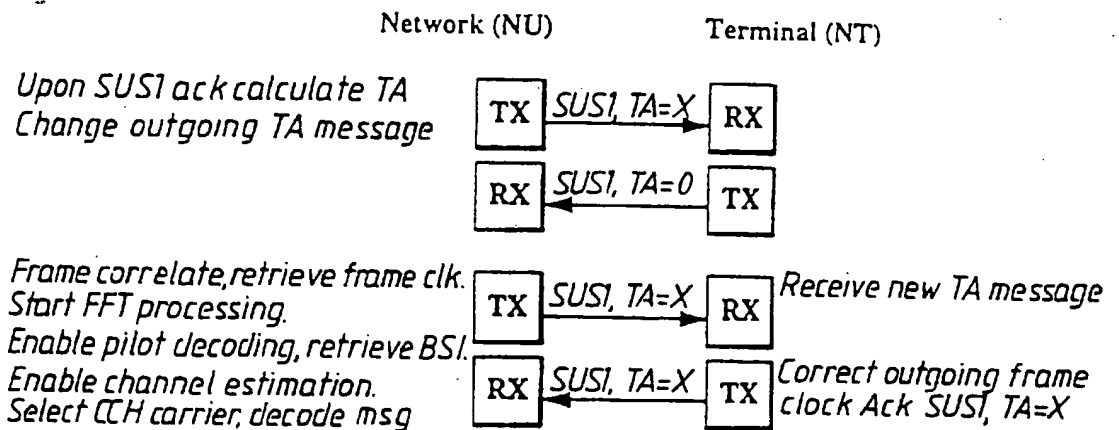 Network (NU) Terminal (NT)
Upon SUS1 ack calculate TA
Change outgoing TA message
TX SUS1, TA=X RX
RX SUS1, TA=0 TX
Frame correlate, retrieve frame clk.
Start FFT processing.
Enable pilot decoding, retrieve BSI.
Enable channel estimation.
Select CCH carrier, decode msg
TX SUS1, TA=X RX
Receive new TA message
RX SUS1, TA=X TX
Correct outgoing frame
clock Ack SUS1, TA=X